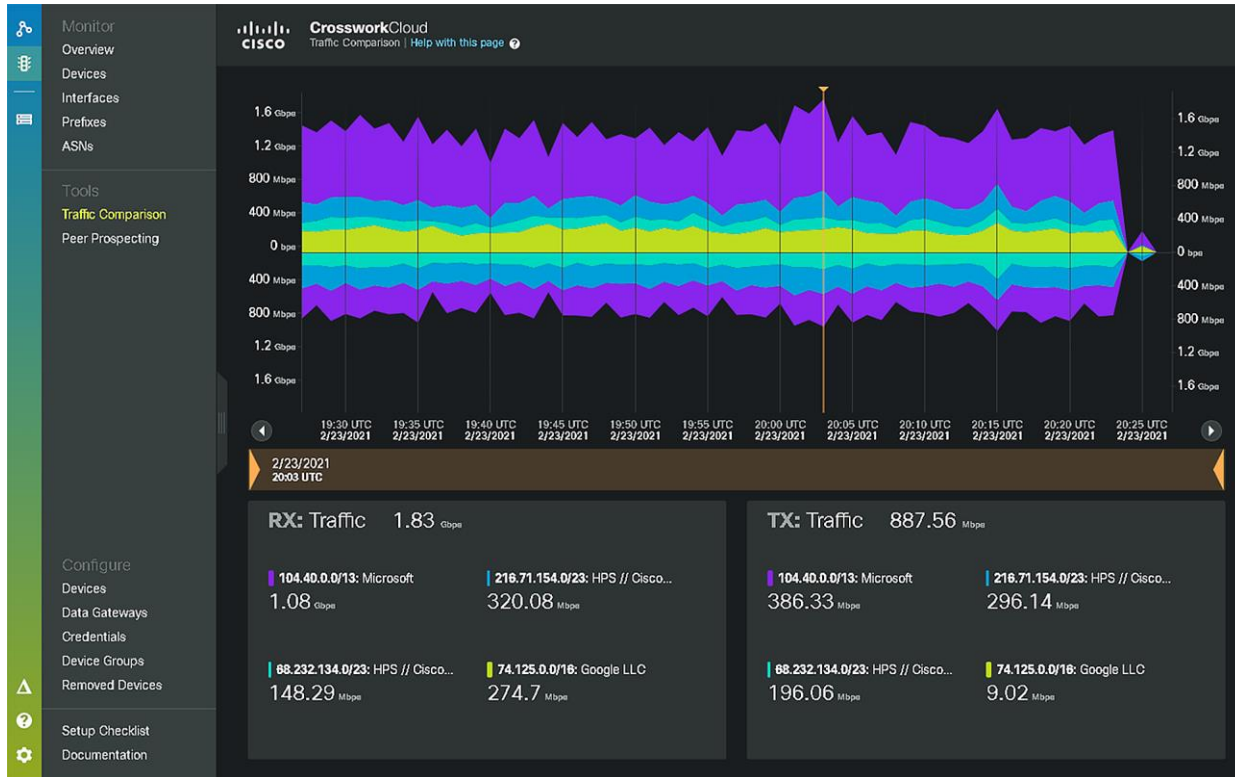 Monitor
Overview
Devices
Interfaces
Prefixes
ASNs
Tools
Traffic Comparison
Peer Prospecting
Configure
Devices
Data Gateways
Credentials
Device Groups
Removed Devices
Setup Checklist
Documentation
CISCO
CrossworkCloud
Traffic Comparison | Help with this page ?
1.6 Gbps
1.2 Gbps
800 Mbps
400 Mbps
0 bps
400 Mbps
800 Mbps
1.2 Gbps
1.6 Gbps
1.6 Gbps
1.2 Gbps
800 Mbps
400 Mbps
0 bps
400 Mbps
800 Mbps
1.2 Gbps
1.6 Gbps
19:30 UTC 19:35 UTC 19:40 UTC 19:45 UTC 19:50 UTC 19:55 UTC 20:00 UTC 20:05 UTC 20:10 UTC 20:15 UTC 20:20 UTC 20:25 UTC
2/23/2021 2/23/2021 2/23/2021 2/23/2021 2/23/2021 2/23/2021 2/23/2021 2/23/2021 2/23/2021 2/23/2021 2/23/2021 2/23/2021
2/23/2021
20:03 UTC
RX: Traffic 1.83 Gbps
104.40.0.0/13: Microsoft 216.71.154.0/23: HPS // Cisco...
1.08 Gbps 320.08 Mbps
68.232.134.0/23: HPS // Cisco... 74.125.0.0/16: Google LLC
148.29 Mbps 274.7 Mbps
TX: Traffic 887.56 Mbps
104.40.0.0/13: Microsoft 216.71.154.0/23: HPS // Cisco...
386.33 Mbps 296.14 Mbps
68.232.134.0/23: HPS // Cisco... 74.125.0.0/16: Google LLC
196.06 Mbps 9.02 Mbps